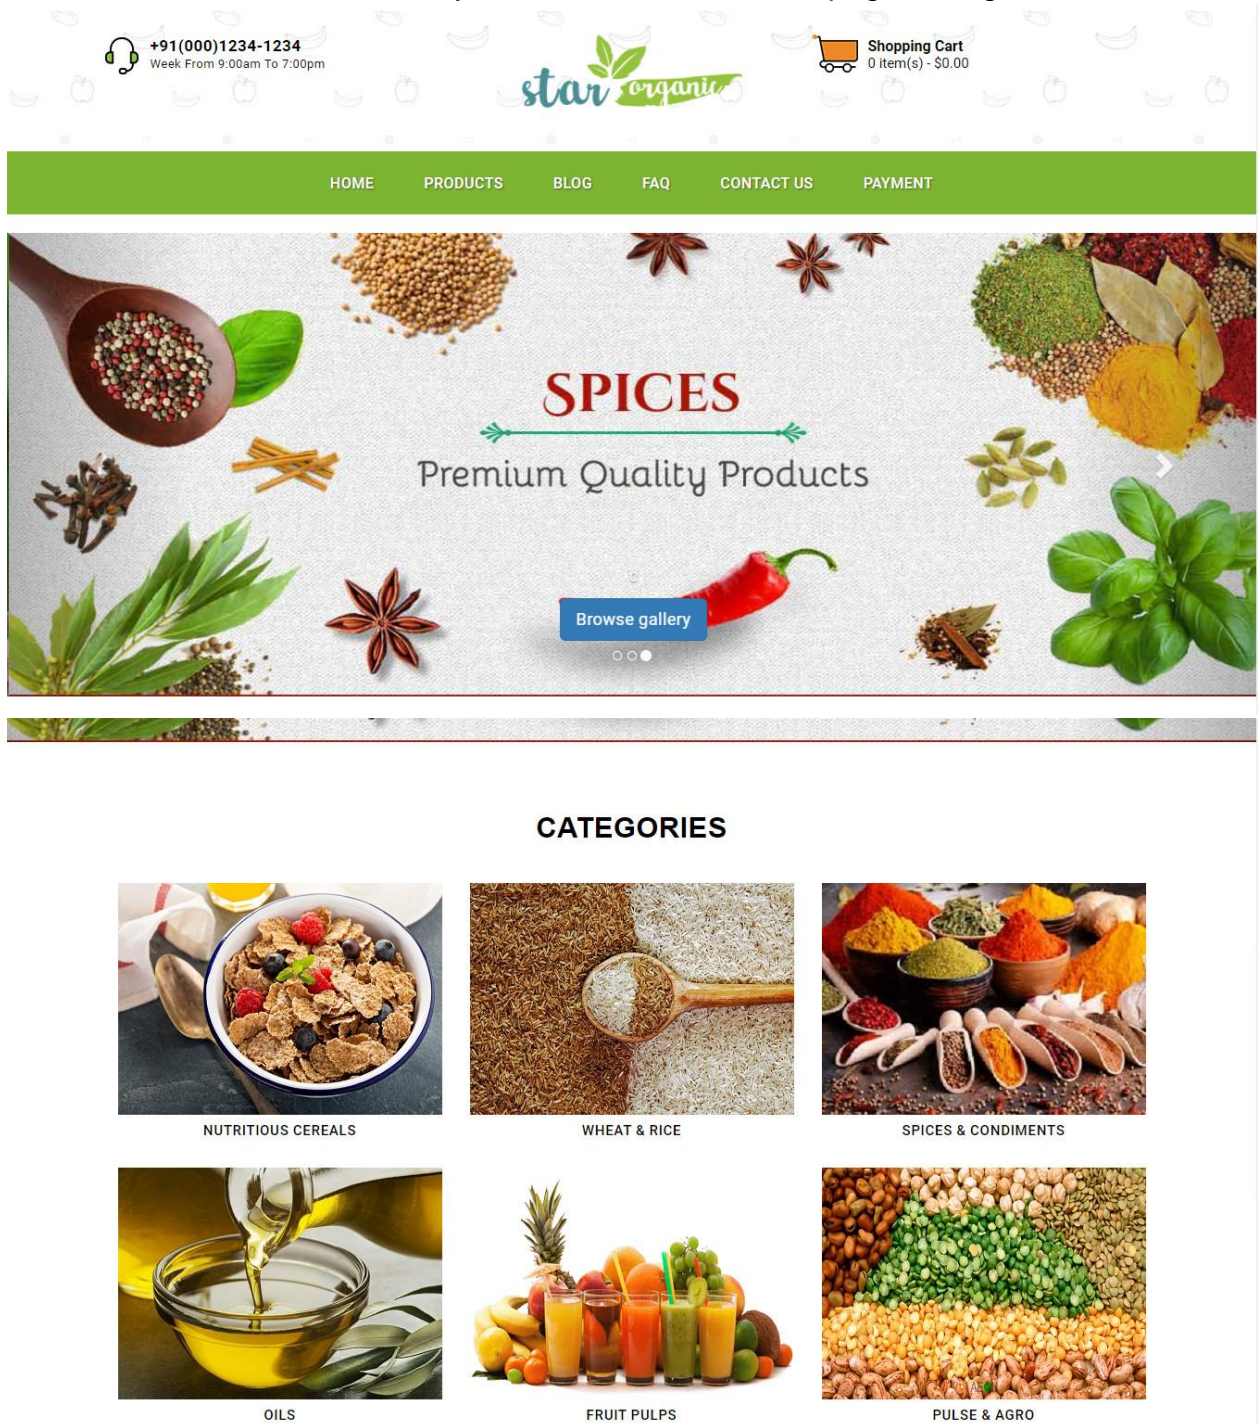 +91(000)1234-1234
Week From 9:00am To 7:00pm
star organic
Shopping Cart
0 item(s) - $0.00
HOME PRODUCTS BLOG FAQ CONTACT US PAYMENT
SPICES
Premium Quality Products
Browse gallery
CATEGORIES
NUTRITIOUS CEREALS WHEAT & RICE SPICES & CONDIMENTS
OILS FRUIT PULPS PULSE & AGRO